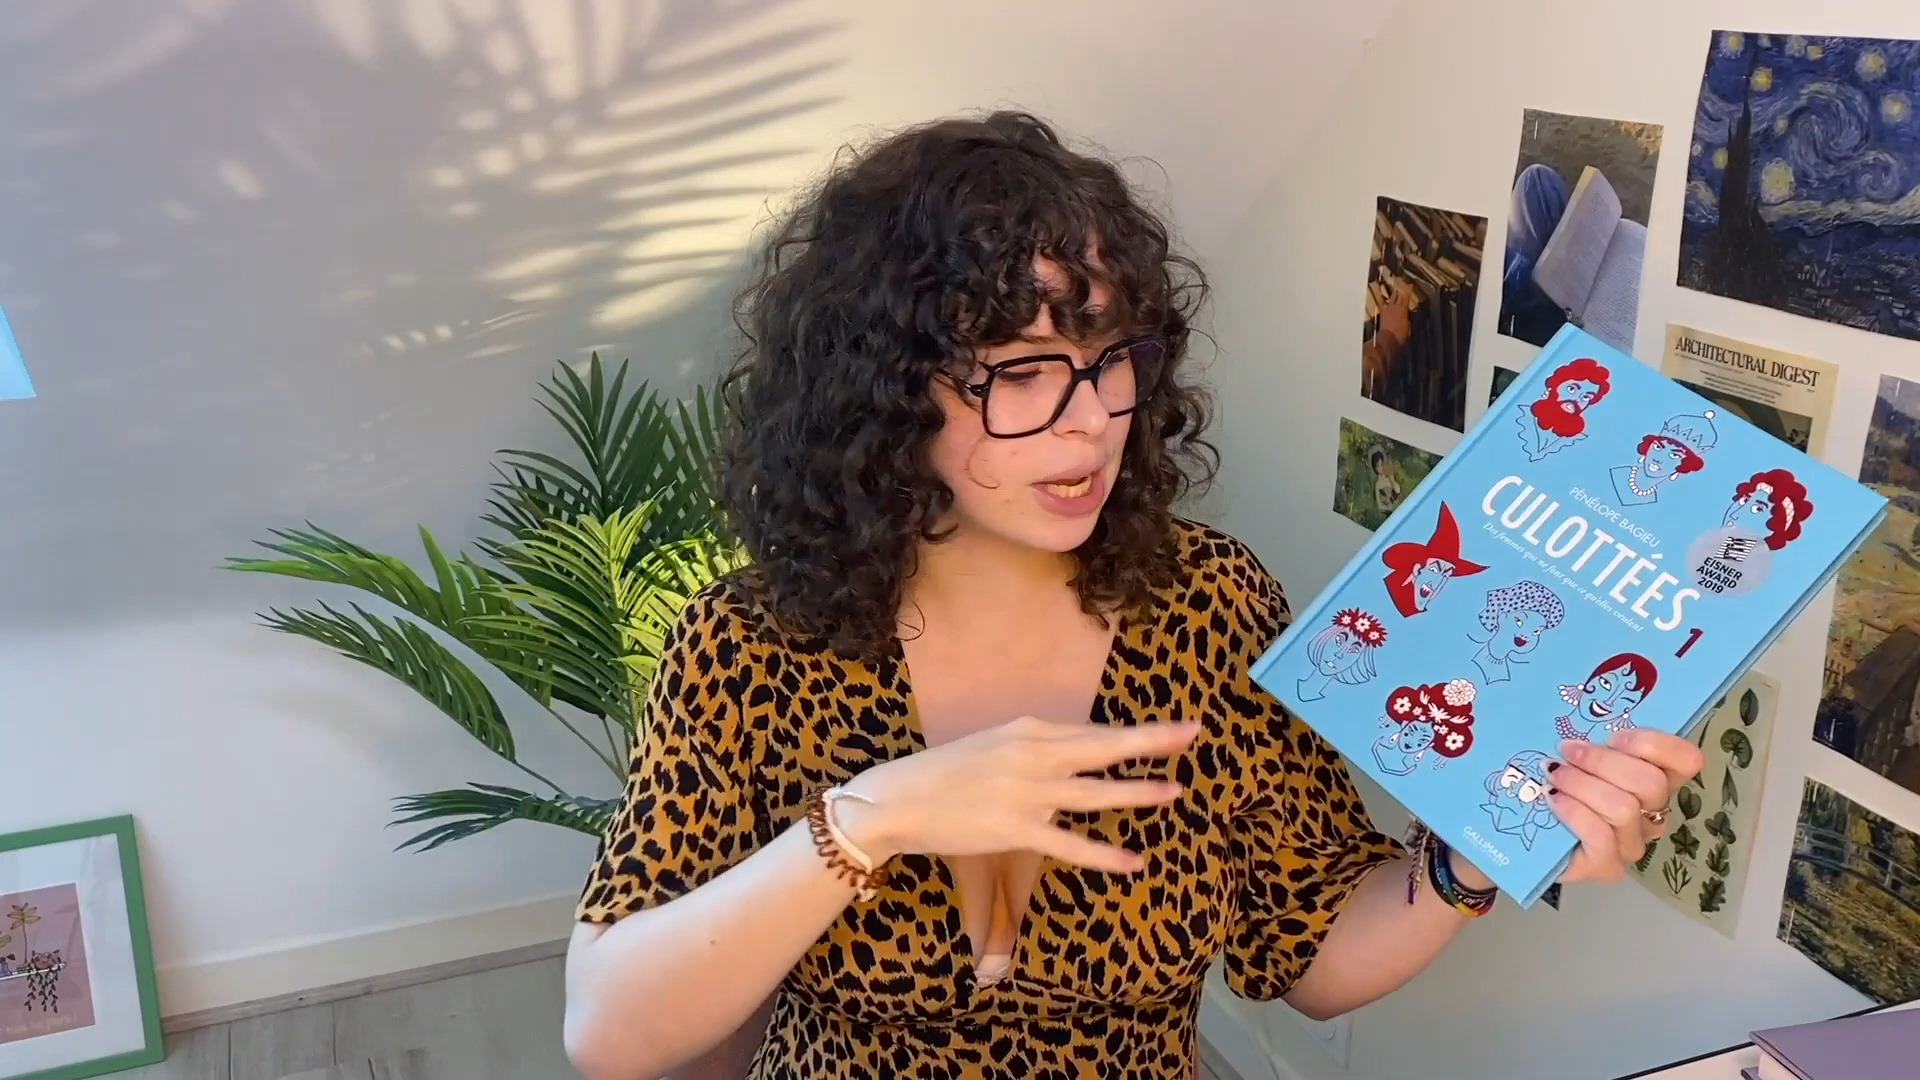 ARCHITECTURAL DIGEST
PÉNÉLOPE BAGIEU
CULOTTÉES 1
Des femmes qui ne font que ce qu'elles veulent
EISNER
AWARD
2019
GALLIMARD